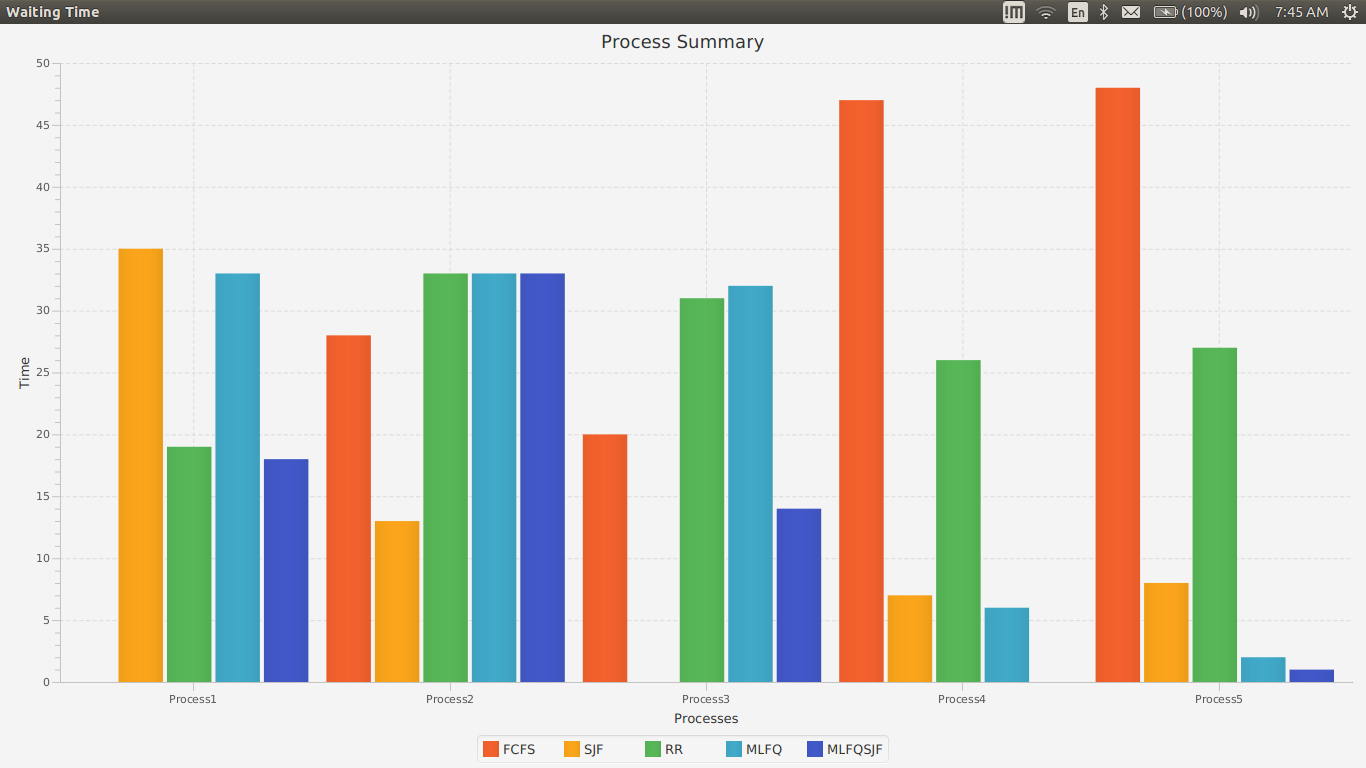 Waiting Time
!M En (100%) 7:45 AM
Process Summary
50
45
40
35
30
25
20
15
10
5
0
Time
Process1 Process2 Process3 Process4 Process5
Processes
FCFS SJF RR MLFQ MLFQSJF